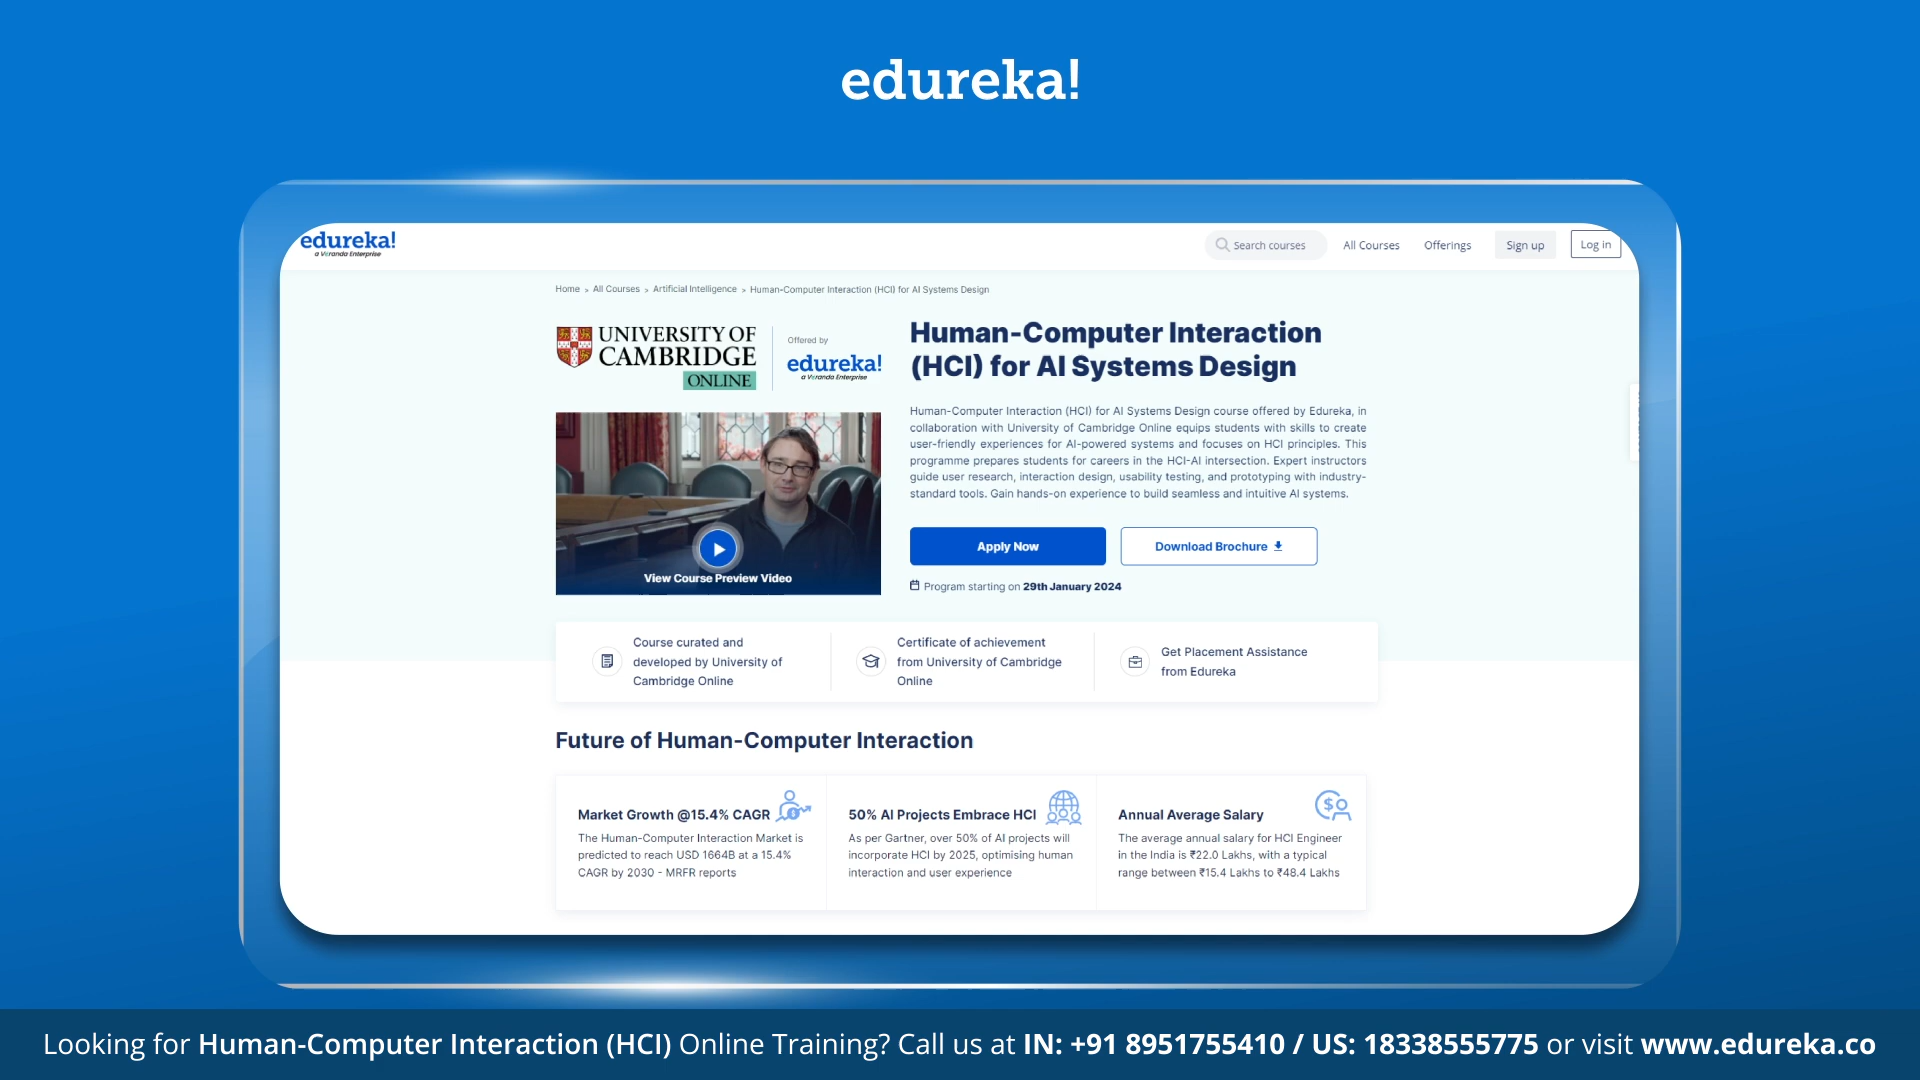 edureka!
edureka!
a Veranda Enterprise
Search courses
All Courses
Offerings
Sign up
Log in
Home > All Courses > Artificial Intelligence > Human-Computer Interaction (HCI) for AI Systems Design
UNIVERSITY OF
CAMBRIDGE
ONLINE
Offered by
edureka!
a Veranda Enterprise
Human-Computer Interaction
(HCI) for AI Systems Design
Human-Computer Interaction (HCI) for AI Systems Design course offered by Edureka, in
collaboration with University of Cambridge Online equips students with skills to create
user-friendly experiences for AI-powered systems and focuses on HCI principles. This
programme prepares students for careers in the HCI-AI intersection. Expert instructors
guide user research, interaction design, usability testing, and prototyping with industry-
standard tools. Gain hands-on experience to build seamless and intuitive AI systems.
View Course Preview Video
Apply Now
Download Brochure
Program starting on 29th January 2024
Course curated and
developed by University of
Cambridge Online
Certificate of achievement
from University of Cambridge
Online
Get Placement Assistance
from Edureka
Future of Human-Computer Interaction
Market Growth @15.4% CAGR
The Human-Computer Interaction Market is
predicted to reach USD 1664B at a 15.4%
CAGR by 2030 - MRFR reports
50% AI Projects Embrace HCI
As per Gartner, over 50% of AI projects will
incorporate HCI by 2025, optimising human
interaction and user experience
Annual Average Salary
The average annual salary for HCI Engineer
in the India is ₹22.0 Lakhs, with a typical
range between ₹15.4 Lakhs to ₹48.4 Lakhs
Looking for Human-Computer Interaction (HCI) Online Training? Call us at IN: +91 8951755410 / US: 18338555775 or visit www.edureka.co